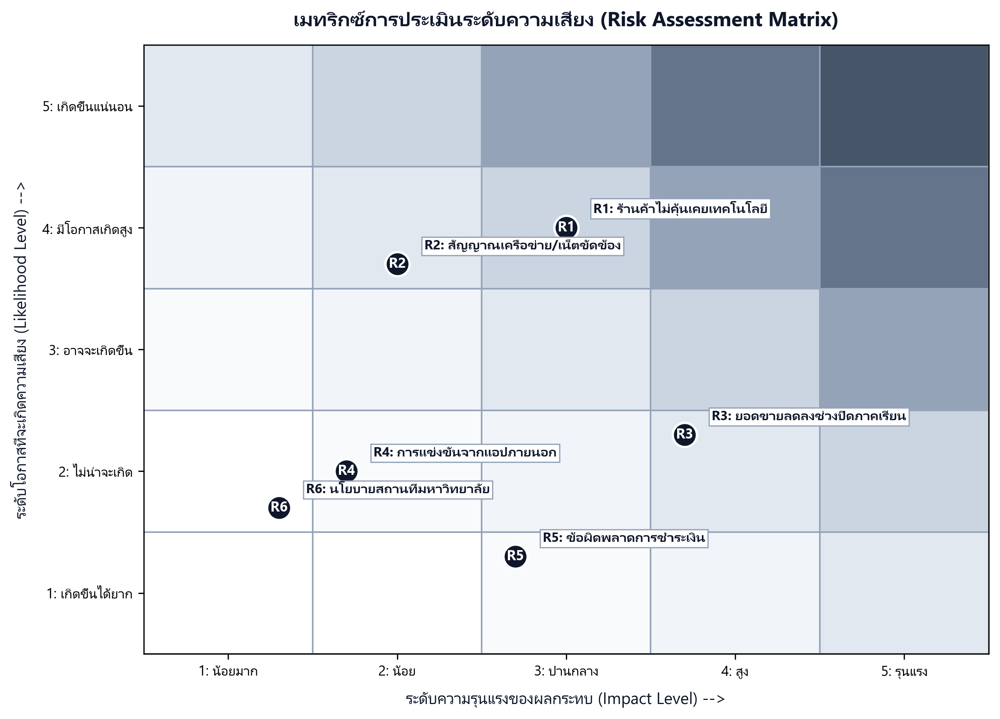 เมทริกซ์การประเมินระดับความเสี่ยง (Risk Assessment Matrix)
ระดับโอกาสที่จะเกิดความเสี่ยง (Likelihood Level) -->
5: เกิดขึ้นแน่นอน
4: มีโอกาสเกิดสูง
3: อาจจะเกิดขึ้น
2: ไม่น่าจะเกิด
1: เกิดขึ้นได้ยาก
R1: ร้านค้าไม่คุ้นเคยเทคโนโลยี
R1
R2: สัญญาณเครือข่าย/เน็ตขัดข้อง
R2
R3: ยอดขายลดลงช่วงปิดภาคเรียน
R3
R4: การแข่งขันจากแอปภายนอก
R4
R6: นโยบายสถานที่มหาวิทยาลัย
R6
R5: ข้อผิดพลาดการชำระเงิน
R5
1: น้อยมาก
2: น้อย
3: ปานกลาง
4: สูง
5: รุนแรง
ระดับความรุนแรงของผลกระทบ (Impact Level) -->